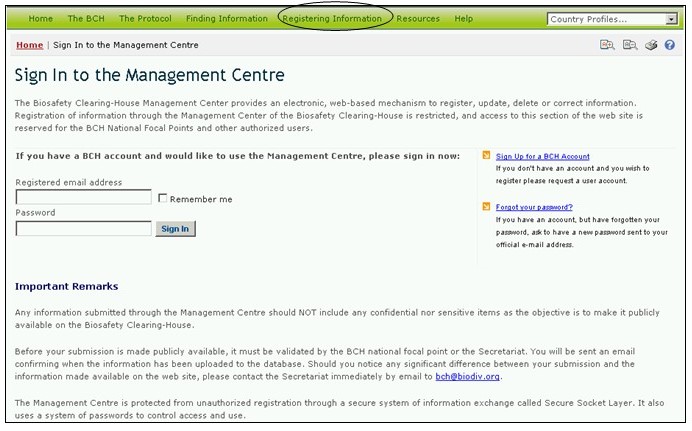 Home The BCH The Protocol Finding Information Registering Information Resources Help Country Profiles...
Home | Sign In to the Management Centre
Sign In to the Management Centre
The Biosafety Clearing-House Management Center provides an electronic, web-based mechanism to register, update, delete or correct information.
Registration of information through the Management Center of the Biosafety Clearing-House is restricted, and access to this section of the web site is
reserved for the BCH National Focal Points and other authorized users.
If you have a BCH account and would like to use the Management Centre, please sign in now:
Registered email address
Remember me
Password
Sign In
Sign Up for a BCH Account
If you don't have an account and you wish to
register please request a user account.
Forgot your password?
If you have an account, but have forgotten your
password, ask to have a new password sent to your
official e-mail address.
Important Remarks
Any information submitted through the Management Centre should NOT include any confidential nor sensitive items as the objective is to make it publicly
available on the Biosafety Clearing-House.
Before your submission is made publicly available, it must be validated by the BCH national focal point or the Secretariat. You will be sent an email
confirming when the information has been uploaded to the database. Should you notice any significant difference between your submission and the
information made available on the web site, please contact the Secretariat immediately by email to bch@biodiv.org.
The Management Centre is protected from unauthorized registration through a secure system of information exchange called Secure Socket Layer. It also
uses a system of passwords to control access and use.